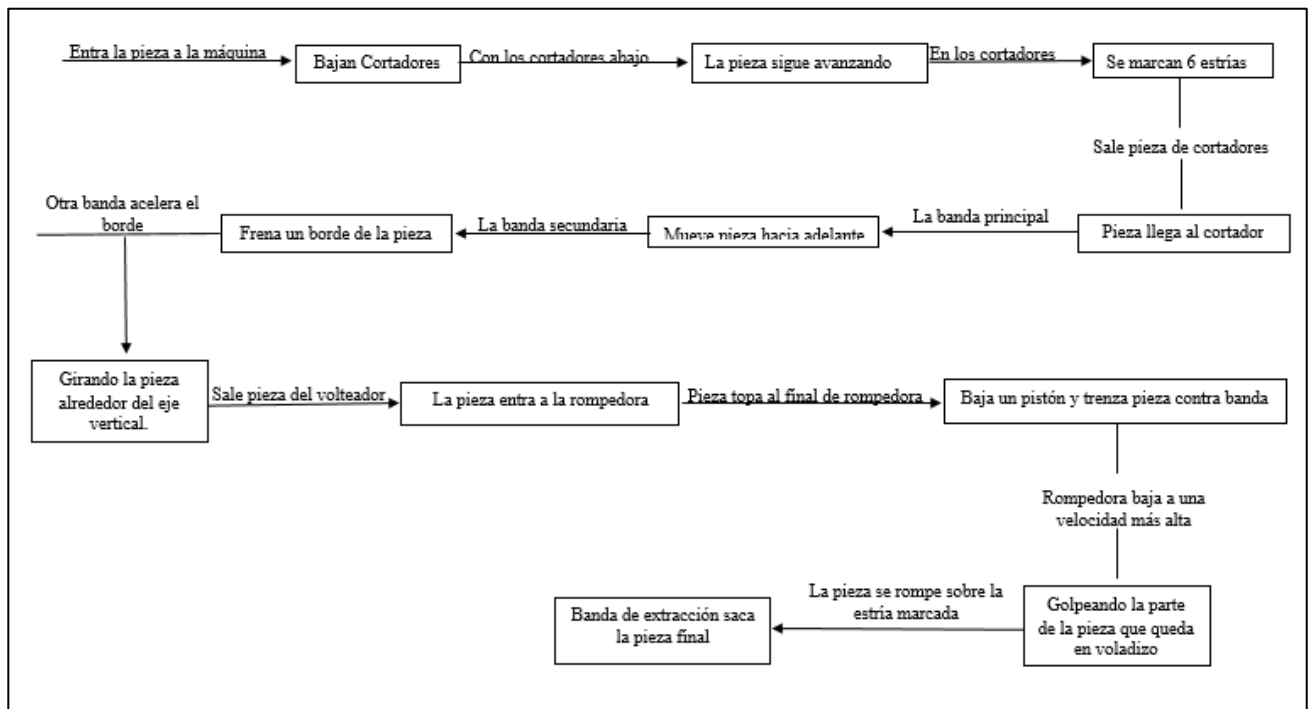 Entra la pieza a la máquina
Bajan Cortadores
Con los cortadores abajo
La pieza sigue avanzando
En los cortadores
Se marcan 6 estrías
Sale pieza de cortadores
Pieza llega al cortador
La banda principal
Mueve pieza hacia adelante
La banda secundaria
Frena un borde de la pieza
Otra banda acelera el
borde
Girando la pieza
alrededor del eje
vertical.
Sale pieza del volteador
La pieza entra a la rompedora
Pieza topa al final de rompedora
Baja un pistón y trenza pieza contra banda
Rompedora baja a una
velocidad más alta
Golpeando la parte
de la pieza que queda
en voladizo
La pieza se rompe sobre la
estría marcada
Banda de extracción saca
la pieza final